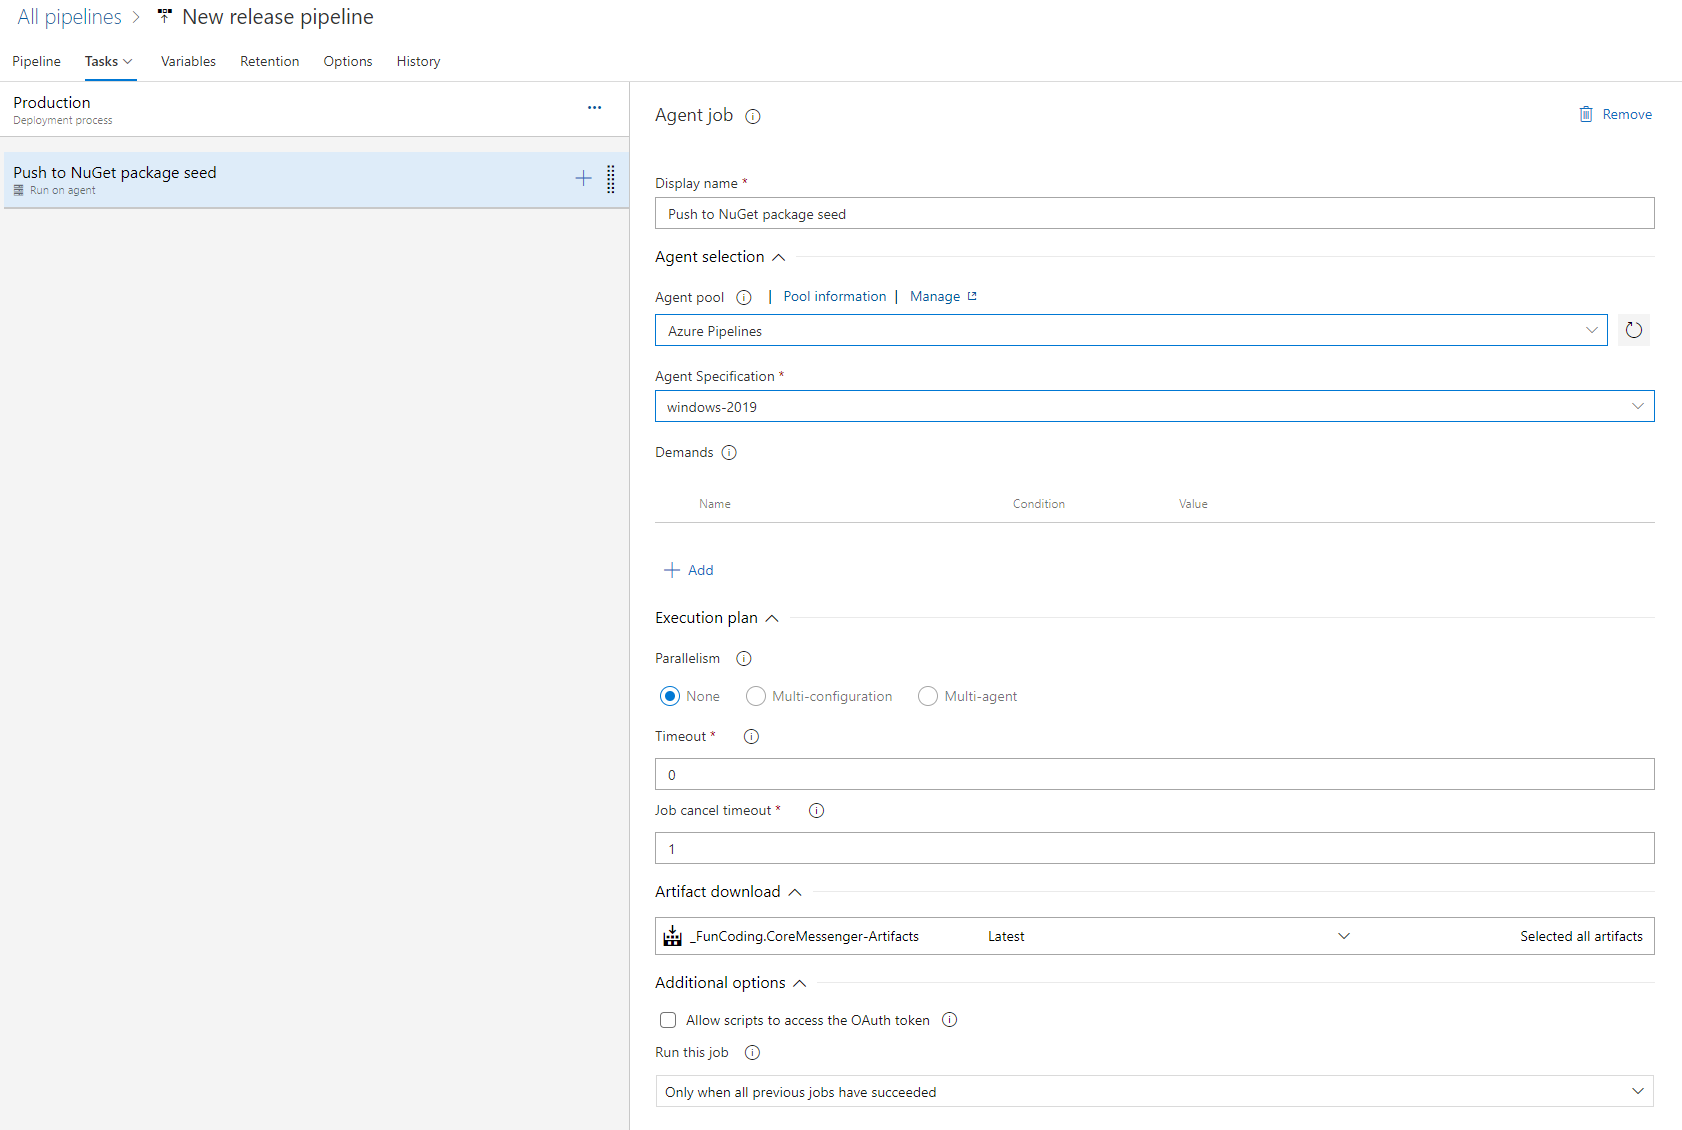 All pipelines > New release pipeline
Pipeline Tasks Variables Retention Options History
Production
Deployment process
...
Push to NuGet package seed
Run on agent
Agent job
Remove
Display name *
Push to NuGet package seed
Agent selection
Agent pool | Pool information | Manage
Azure Pipelines
Agent Specification *
windows-2019
Demands
Name Condition Value
+ Add
Execution plan
Parallelism
None Multi-configuration Multi-agent
Timeout *
0
Job cancel timeout *
1
Artifact download
_FunCoding.CoreMessenger-Artifacts Latest Selected all artifacts
Additional options
Allow scripts to access the OAuth token
Run this job
Only when all previous jobs have succeeded